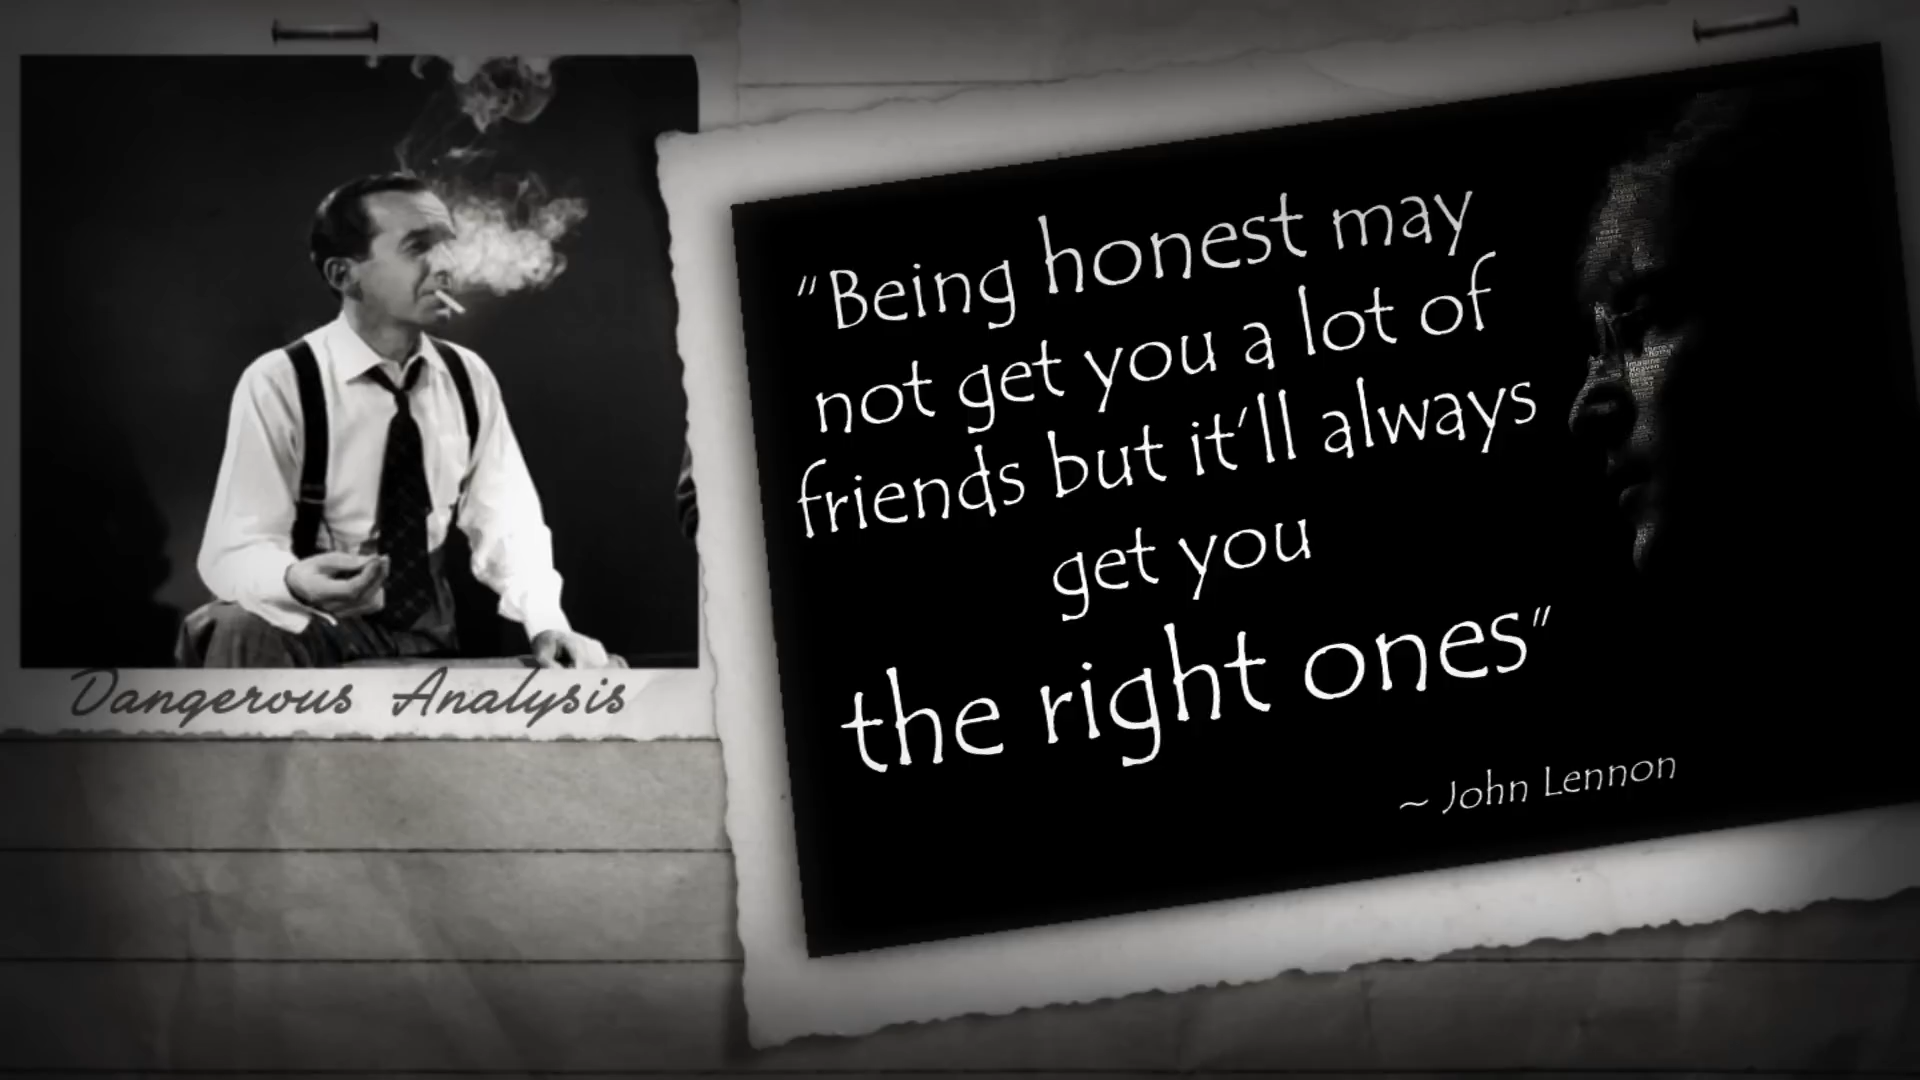 Dangerous Analysis
"Being honest may
not get you a lot of
friends but it'll always
get you
the right ones"
~ John Lennon